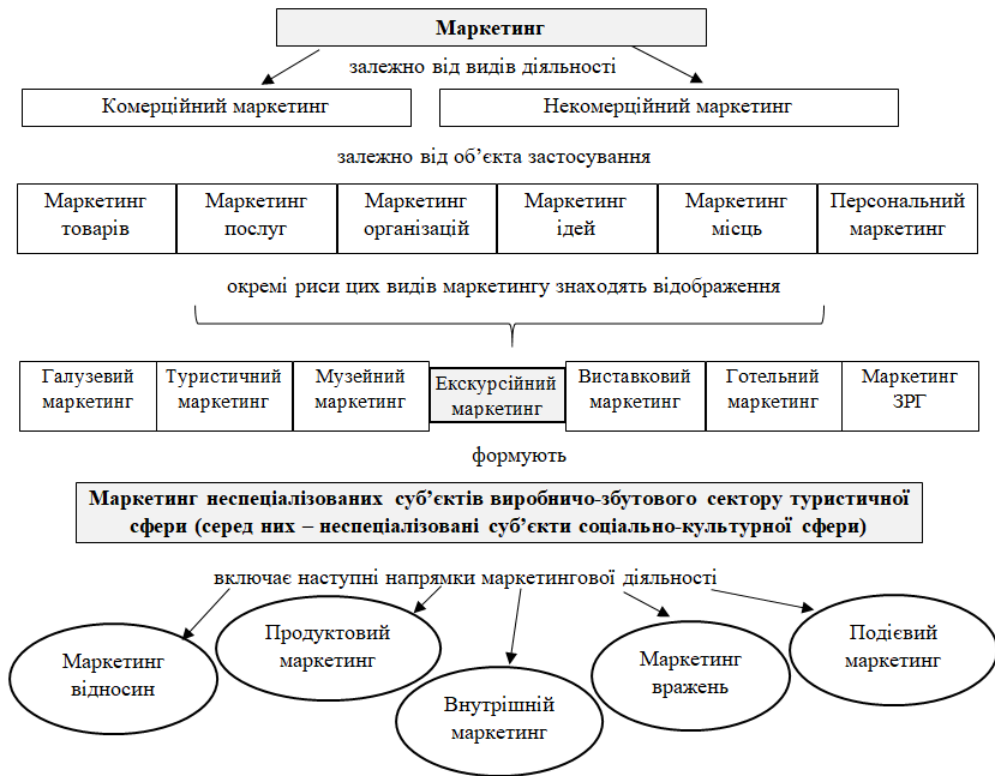 Маркетинг
залежно від видів діяльності
Комерційний маркетинг
Некомерційний маркетинг
залежно від об’єкта застосування
Маркетинг
товарів
Маркетинг
послуг
Маркетинг
організацій
Маркетинг
ідей
Маркетинг
місць
Персональний
маркетинг
окремі риси цих видів маркетингу знаходять відображення
Галузевий
маркетинг
Туристичний
маркетинг
Музейний
маркетинг
Екскурсійний
маркетинг
Виставковий
маркетинг
Готельний
маркетинг
Маркетинг
ЗРГ
формують
Маркетинг неспеціалізованих суб’єктів виробничо-збутового сектору туристичної
сфери (серед них – неспеціалізовані суб’єкти соціально-культурної сфери)
включає наступні напрямки маркетингової діяльності
Маркетинг
відносин
Продуктовий
маркетинг
Внутрішній
маркетинг
Маркетинг
вражень
Подієвий
маркетинг